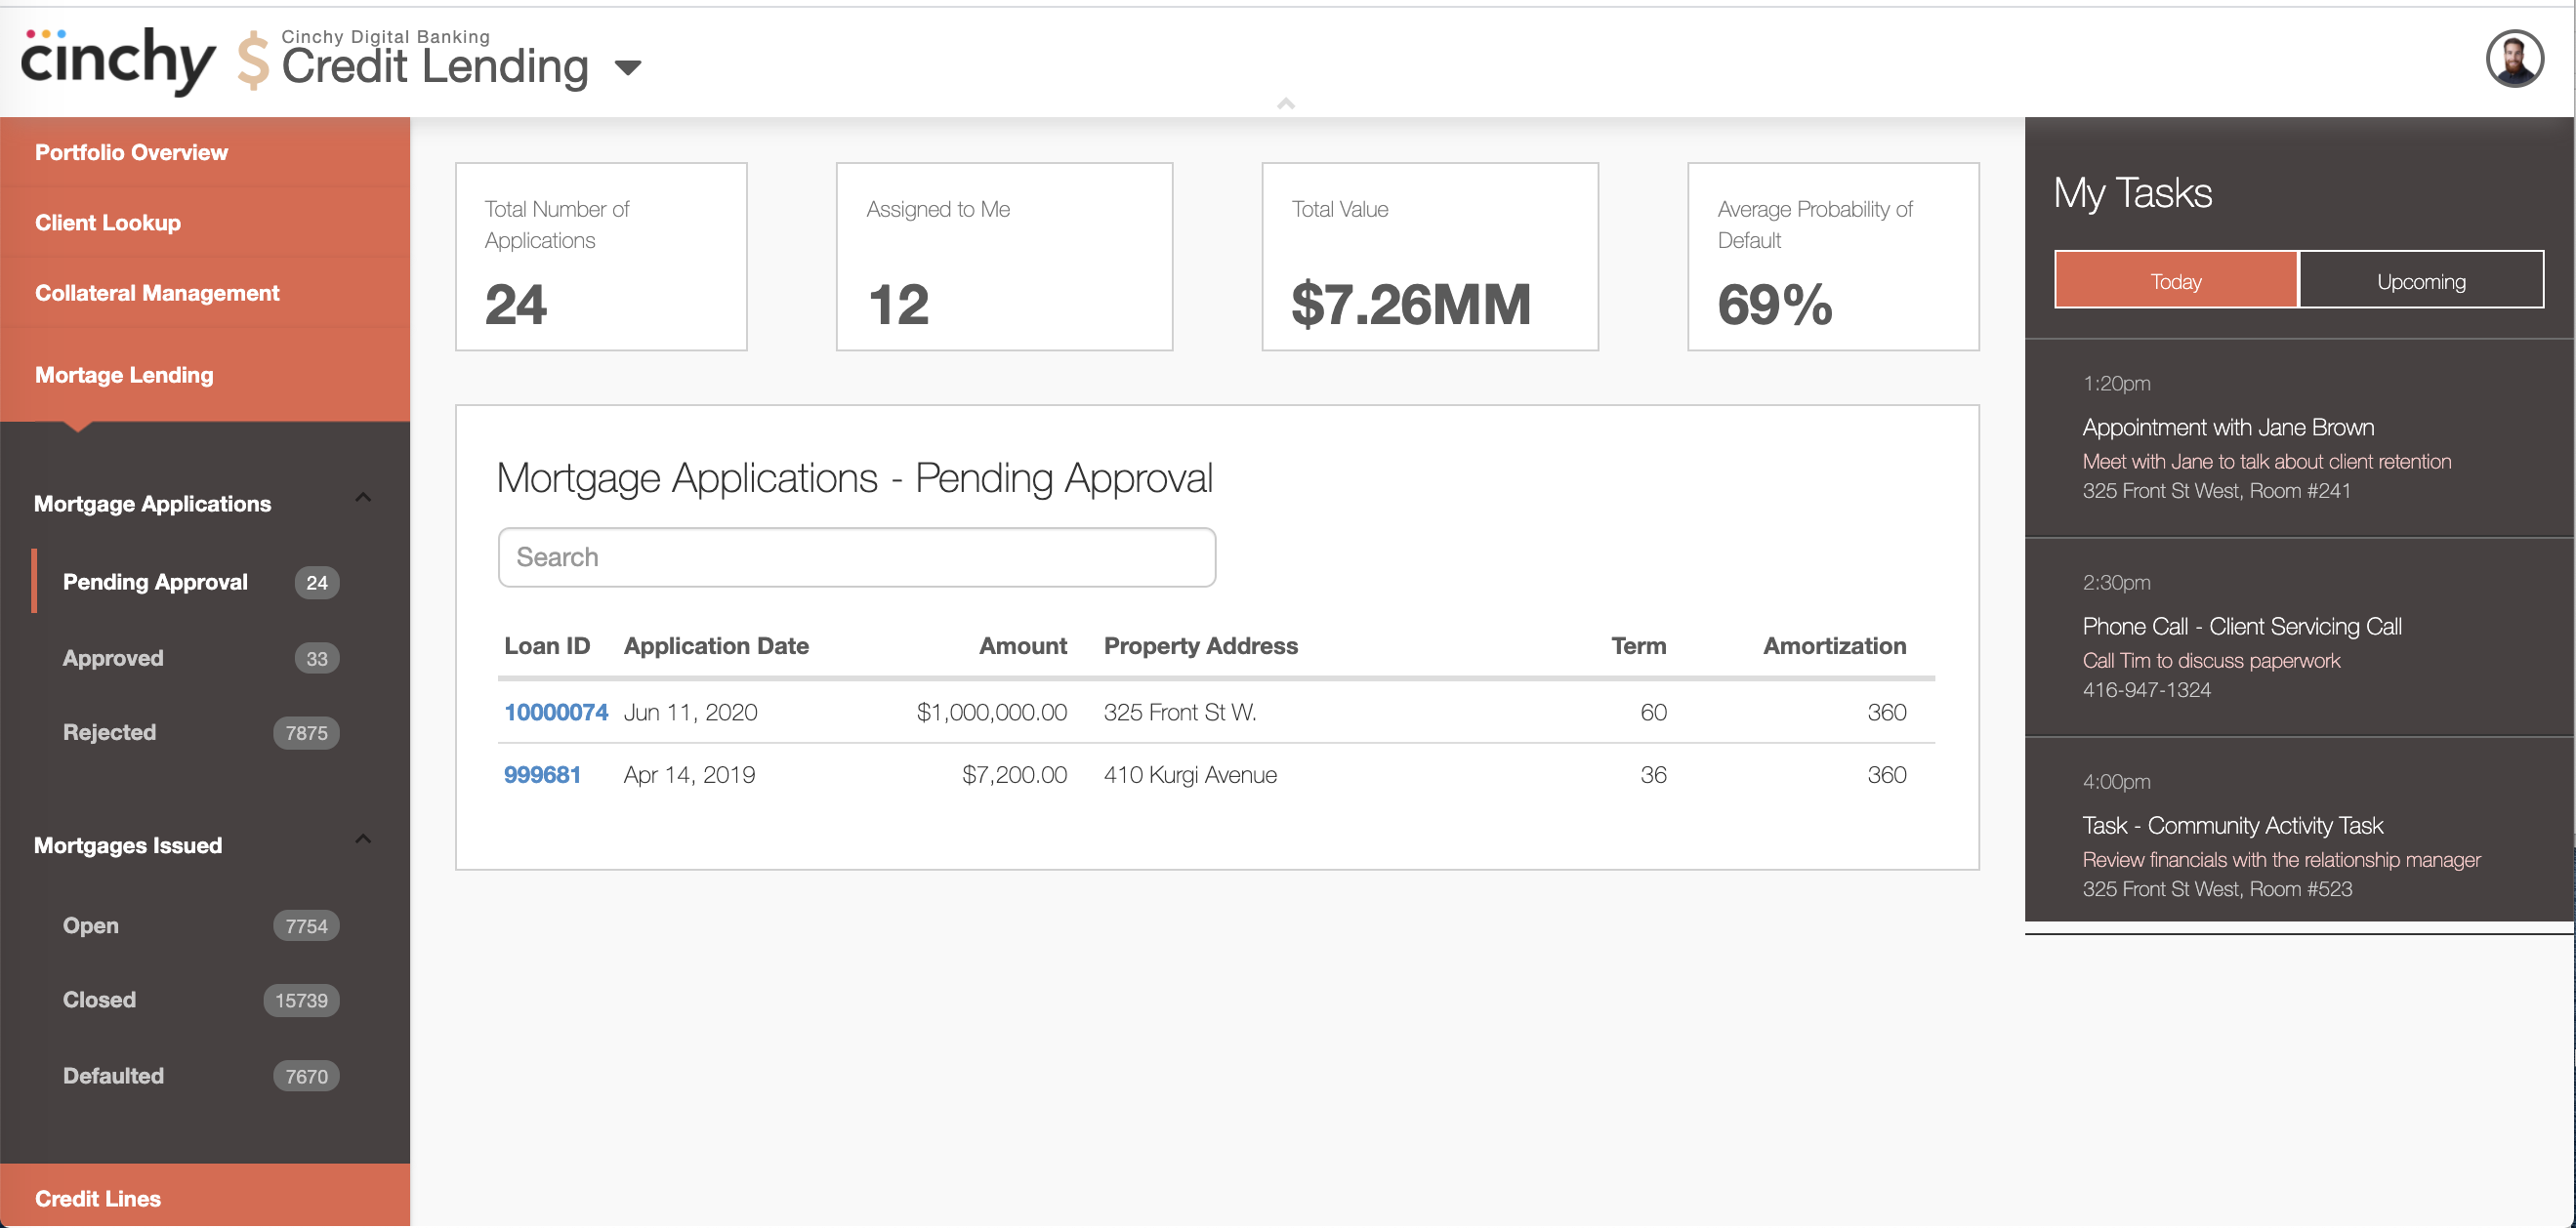 cinchy
$
Cinchy Digital Banking
Credit Lending
Portfolio Overview
Client Lookup
Collateral Management
Mortage Lending
Mortgage Applications
Pending Approval 24
Approved 33
Rejected 7875
Mortgages Issued
Open 7754
Closed 15739
Defaulted 7670
Credit Lines
Total Number of
Applications
24
Assigned to Me
12
Total Value
$7.26MM
Average Probability of
Default
69%
Mortgage Applications - Pending Approval
Search
Loan ID Application Date Amount Property Address Term Amortization
10000074 Jun 11, 2020 $1,000,000.00 325 Front St W. 60 360
999681 Apr 14, 2019 $7,200.00 410 Kurgi Avenue 36 360
My Tasks
Today Upcoming
1:20pm
Appointment with Jane Brown
Meet with Jane to talk about client retention
325 Front St West, Room #241
2:30pm
Phone Call - Client Servicing Call
Call Tim to discuss paperwork
416-947-1324
4:00pm
Task - Community Activity Task
Review financials with the relationship manager
325 Front St West, Room #523